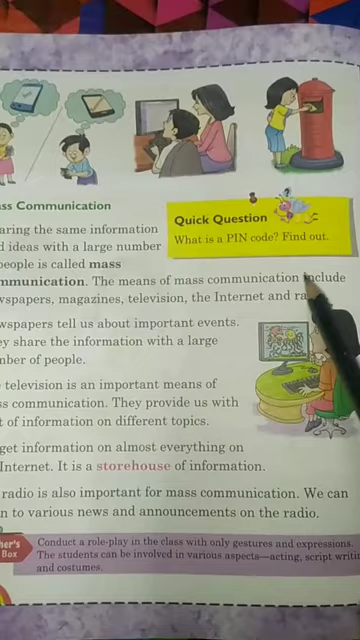 ss Communication
aring the same information
d ideas with a large number
people is called mass
mmunication. The means of mass communication include
wspapers, magazines, television, the Internet and ra
Quick Question
What is a PIN code? Find out.
wspapers tell us about important events.
ey share the information with a large
mber of people.
television is an important means of
ss communication. They provide us with
t of information on different topics.
get information on almost everything on
Internet. It is a storehouse of information.
radio is also important for mass communication. We can
n to various news and announcements on the radio.
her's
Box
Conduct a role-play in the class with only gestures and expressions.
The students can be involved in various aspects—acting, script writin
and costumes.